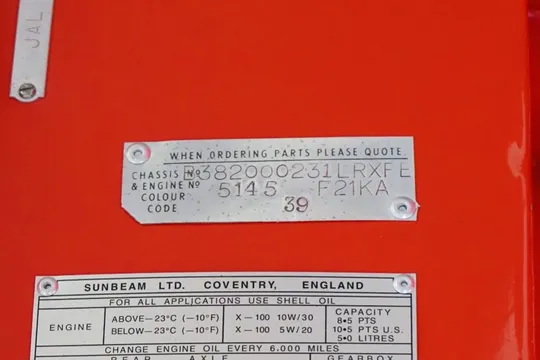 JAL
WHEN ORDERING PARTS PLEASE QUOTE
CHASSIS Nº B382000231LRXFE
& ENGINE Nº 5145 F21KA
COLOUR
CODE 39
SUNBEAM LTD. COVENTRY, ENGLAND
FOR ALL APPLICATIONS USE SHELL OIL
ENGINE
ABOVE—23°C (—10°F) X—100 10W/30
BELOW—23°C (—10°F) X—100 5W/20
CAPACITY
8•5 PTS
10•5 PTS U.S.
5•0 LITRES
CHANGE ENGINE OIL EVERY 6,000 MILES
REAR AXLE GEARBOX